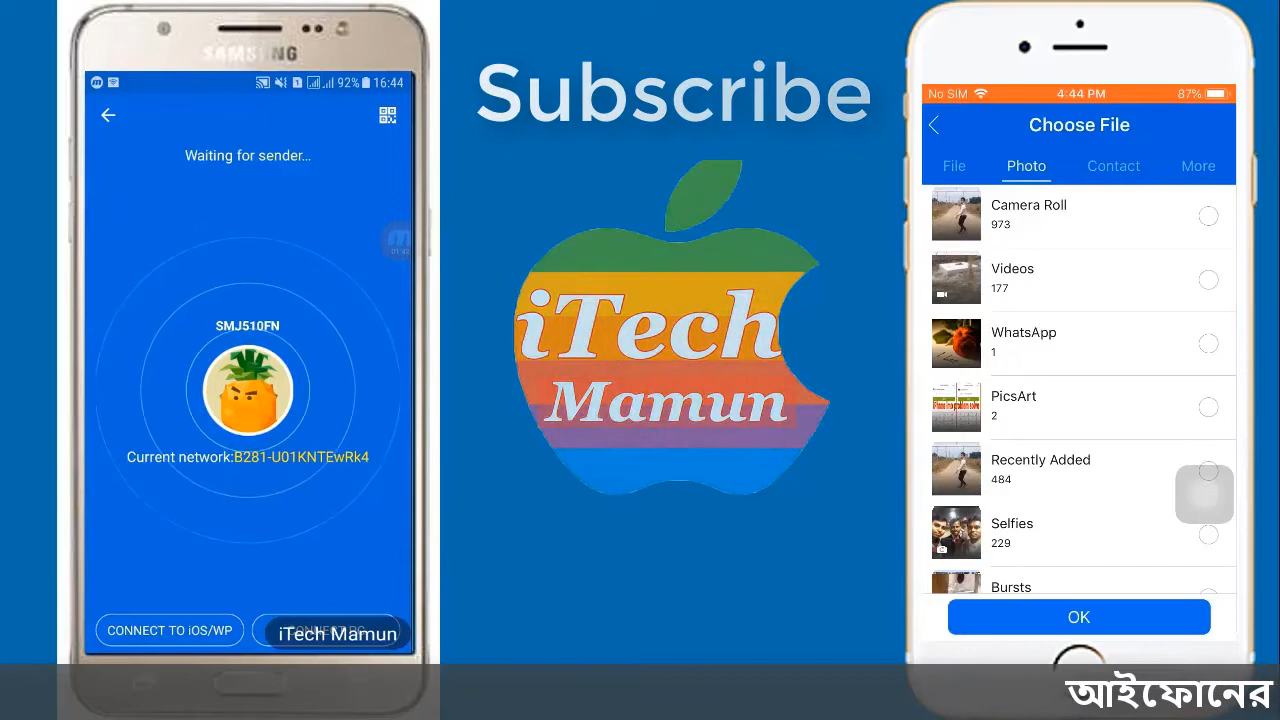 SAMSUNG
92% 16:44
Waiting for sender...
SMJ510FN
Current network:B281-U01KNTEwRk4
CONNECT TO iOS/WP
iTech Mamun
Subscribe
iTech
Mamun
No SIM 4:44 PM 87%
Choose File
File Photo Contact More
Camera Roll
973
Videos
177
WhatsApp
1
PicsArt
2
Recently Added
484
Selfies
229
Bursts
OK
আইফোনের